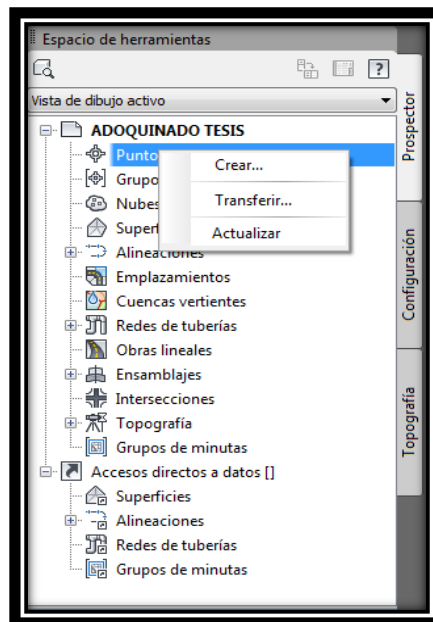 Espacio de herramientas
Vista de dibujo activo
ADOQUINADO TESIS
Punto
Crear...
Grupo
Transferir...
Nubes
Superf
Actualizar
Alineaciones
Emplazamientos
Cuencas vertientes
Redes de tuberías
Obras lineales
Ensamblajes
Intersecciones
Topografía
Grupos de minutas
Accesos directos a datos []
Superficies
Alineaciones
Redes de tuberías
Grupos de minutas
Prospector
Configuración
Topografía